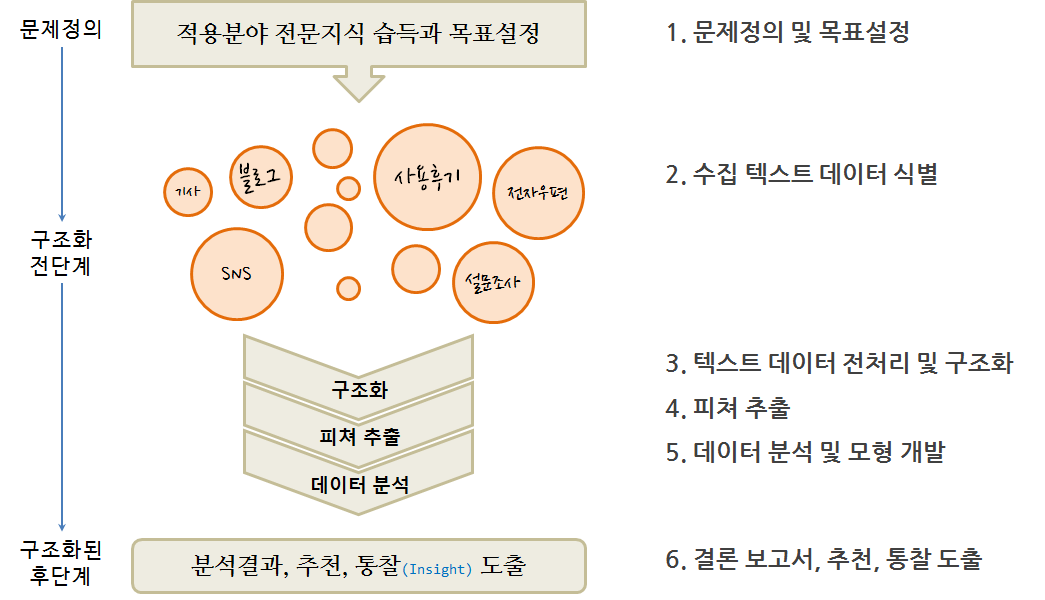 문제정의
적용분야 전문지식 습득과 목표설정
1. 문제정의 및 목표설정
기사
블로그
사용후기
전자우편
2. 수집 텍스트 데이터 식별
구조화
전단계
SNS
설문조사
구조화
3. 텍스트 데이터 전처리 및 구조화
피쳐 추출
4. 피쳐 추출
데이터 분석
5. 데이터 분석 및 모형 개발
구조화된
후단계
분석결과, 추천, 통찰(Insight) 도출
6. 결론 보고서, 추천, 통찰 도출